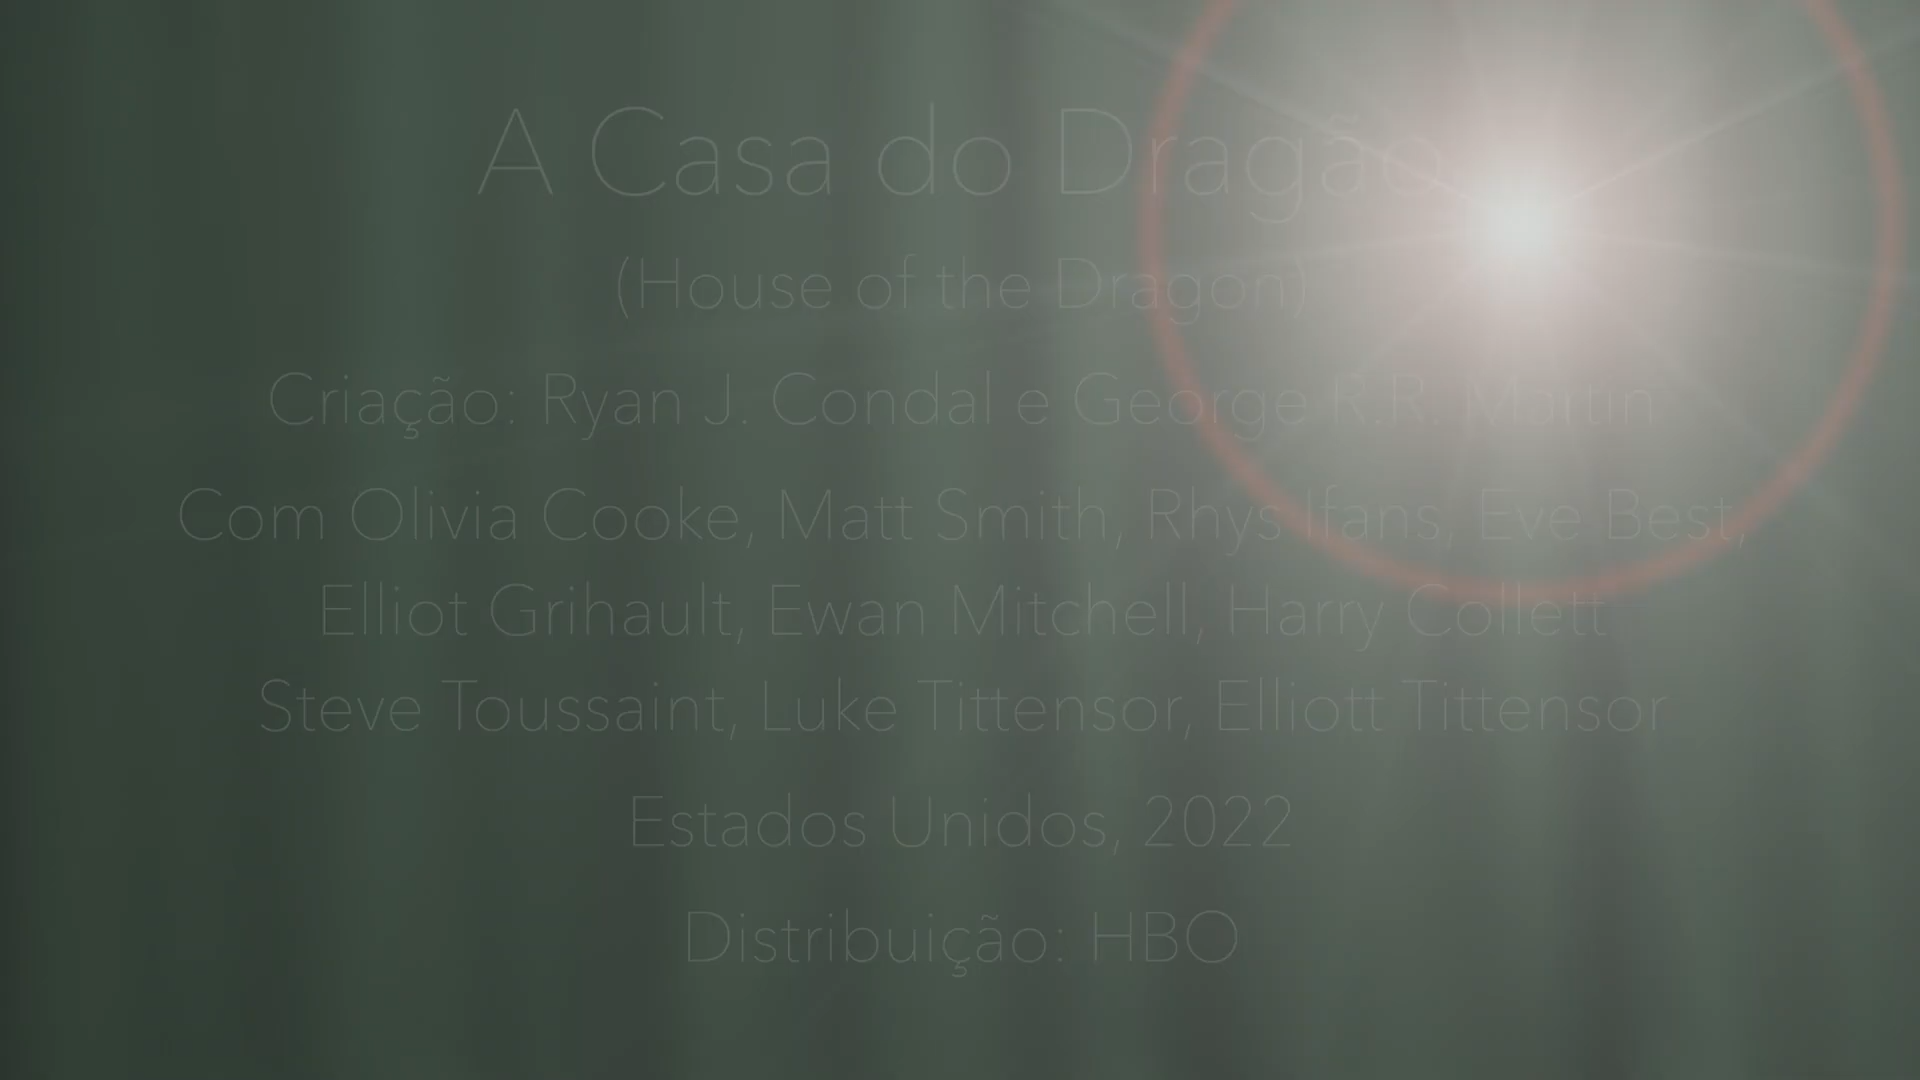 A Casa do Dragão
(House of the Dragon)
Criação: Ryan J. Condal e George R.R. Martin
Com Olivia Cooke, Matt Smith, Rhys Ifans, Eve Best,
Elliot Grihault, Ewan Mitchell, Harry Collett
Steve Toussaint, Luke Tittensor, Elliott Tittensor
Estados Unidos, 2022
Distribuição: HBO